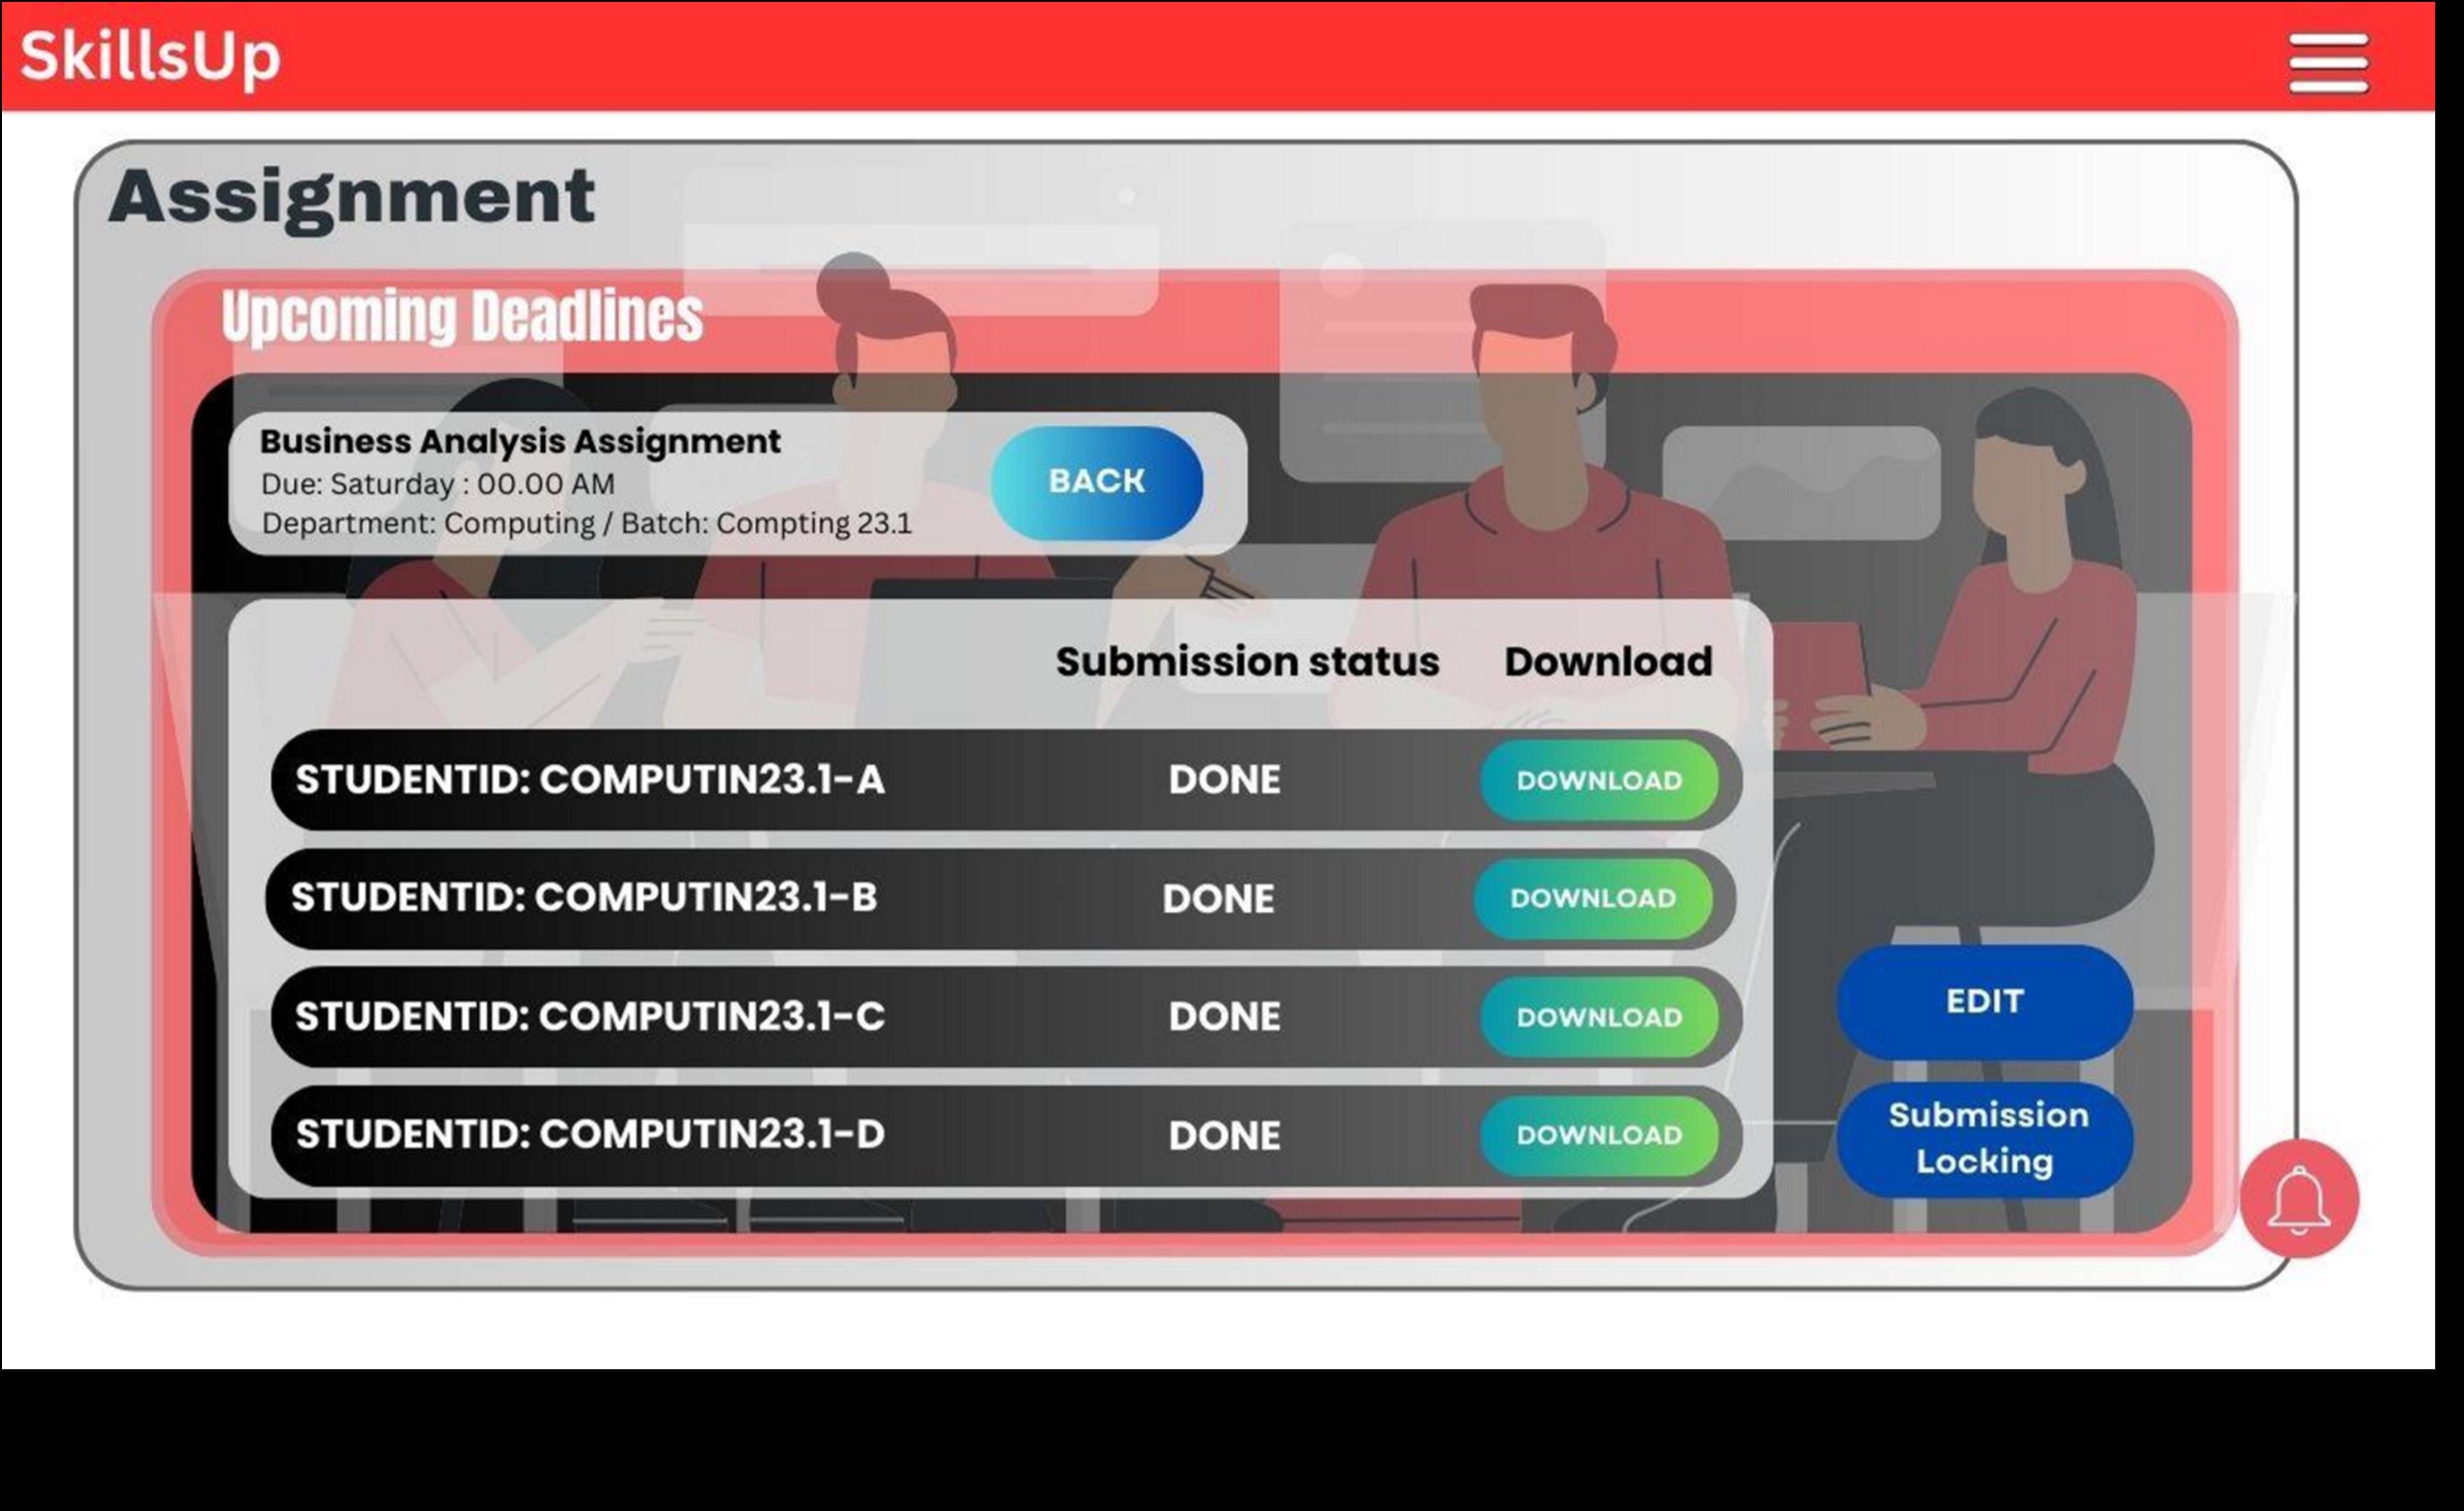 SkillsUp
Assignment
Upcoming Deadlines
Business Analysis Assignment
Due: Saturday : 00.00 AM
Department: Computing / Batch: Compting 23.1
BACK
Submission status Download
STUDENTID: COMPUTIN23.1-A DONE DOWNLOAD
STUDENTID: COMPUTIN23.1-B DONE DOWNLOAD
STUDENTID: COMPUTIN23.1-C DONE DOWNLOAD
STUDENTID: COMPUTIN23.1-D DONE DOWNLOAD
EDIT
Submission
Locking